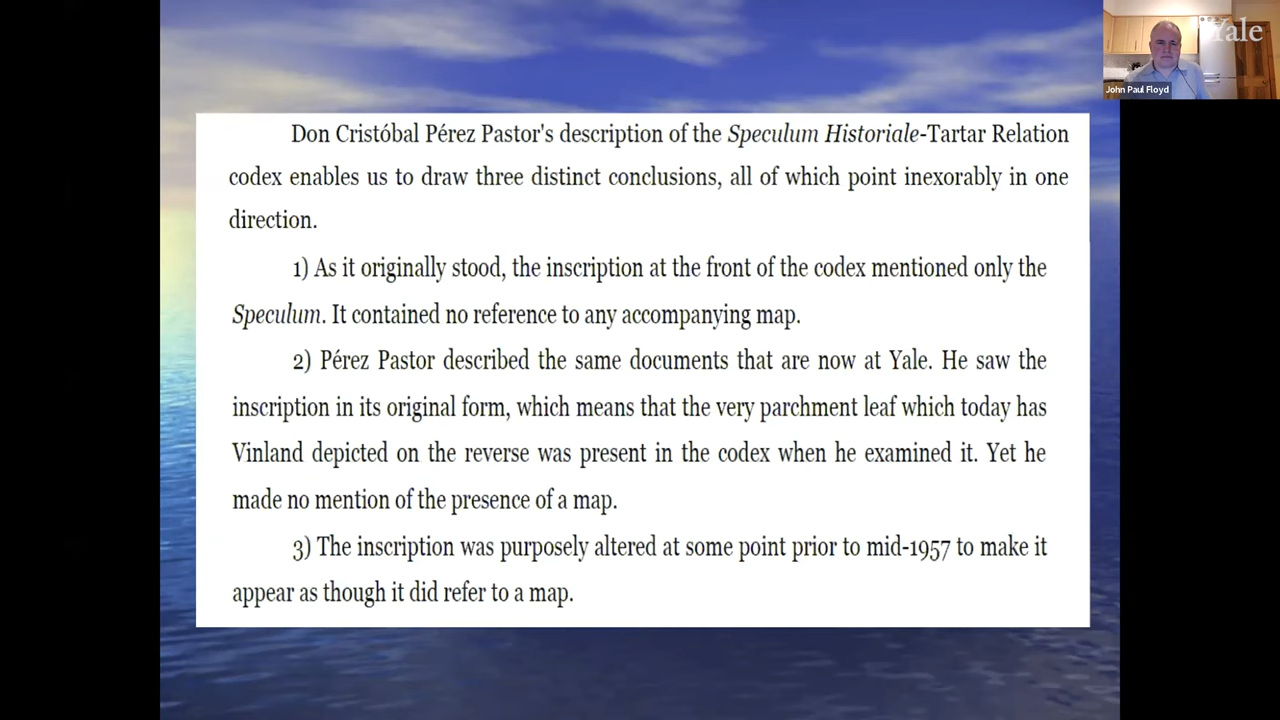 Yale
John Paul Floyd
Don Cristóbal Pérez Pastor's description of the Speculum Historiale-Tartar Relation
codex enables us to draw three distinct conclusions, all of which point inexorably in one
direction.
1) As it originally stood, the inscription at the front of the codex mentioned only the
Speculum. It contained no reference to any accompanying map.
2) Pérez Pastor described the same documents that are now at Yale. He saw the
inscription in its original form, which means that the very parchment leaf which today has
Vinland depicted on the reverse was present in the codex when he examined it. Yet he
made no mention of the presence of a map.
3) The inscription was purposely altered at some point prior to mid-1957 to make it
appear as though it did refer to a map.